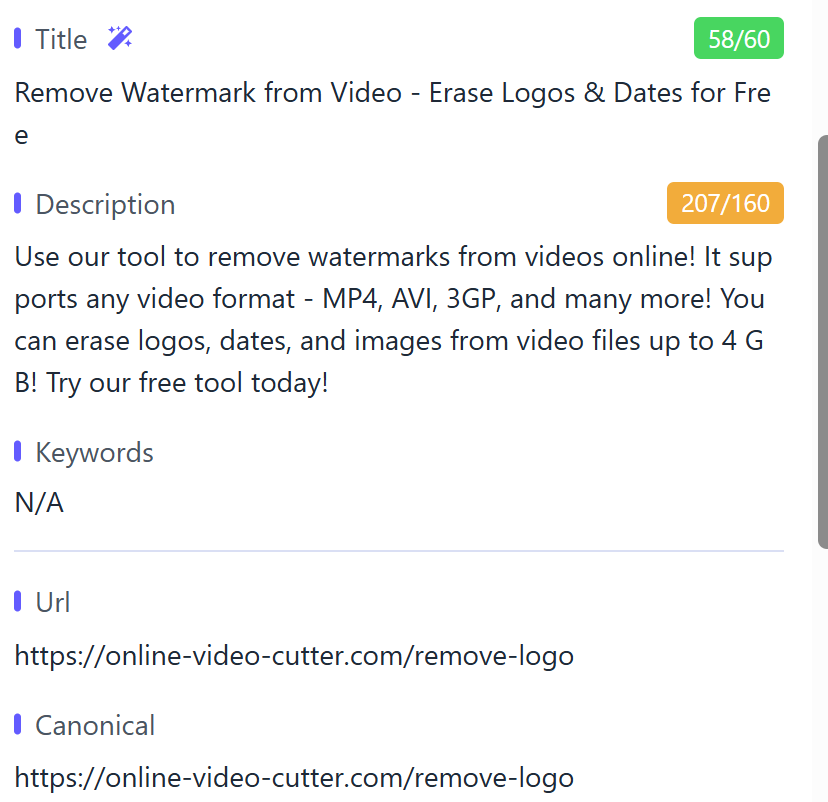 Title
58/60
Remove Watermark from Video - Erase Logos & Dates for Fre
e
Description
207/160
Use our tool to remove watermarks from videos online! It sup
ports any video format - MP4, AVI, 3GP, and many more! You
can erase logos, dates, and images from video files up to 4 G
B! Try our free tool today!
Keywords
N/A
Url
https://online-video-cutter.com/remove-logo
Canonical
https://online-video-cutter.com/remove-logo